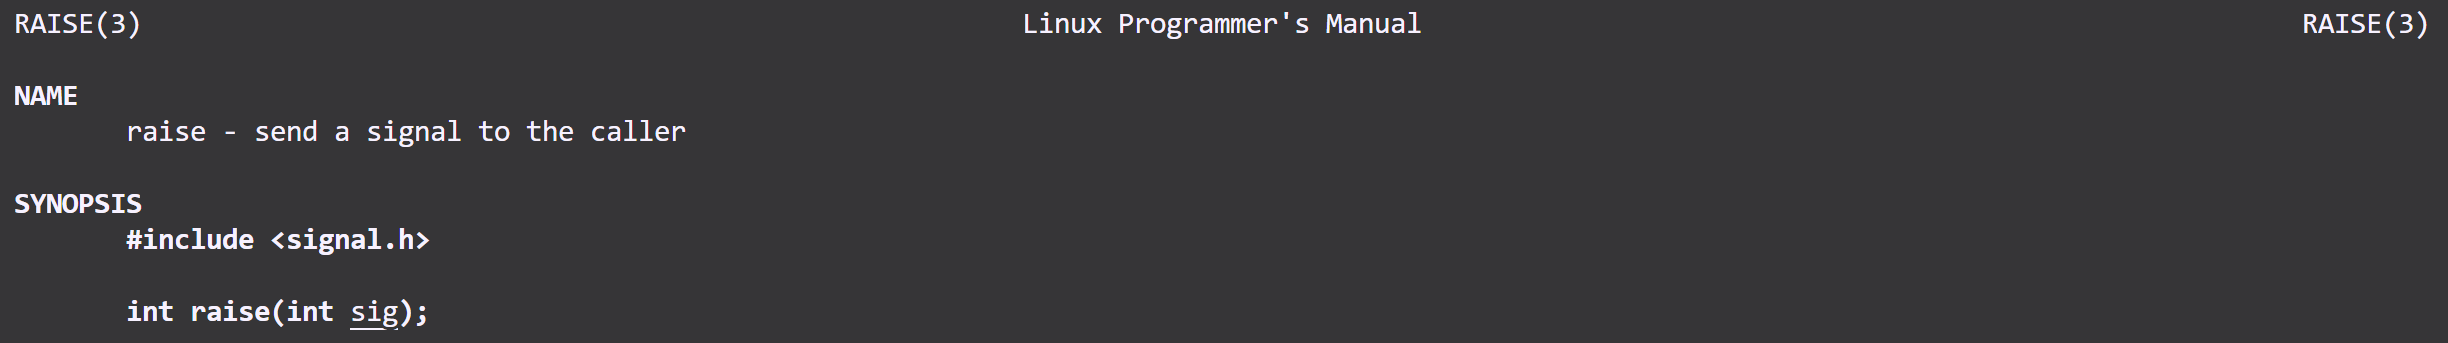 RAISE(3) Linux Programmer's Manual RAISE(3)
NAME
raise - send a signal to the caller
SYNOPSIS
#include <signal.h>
int raise(int sig);